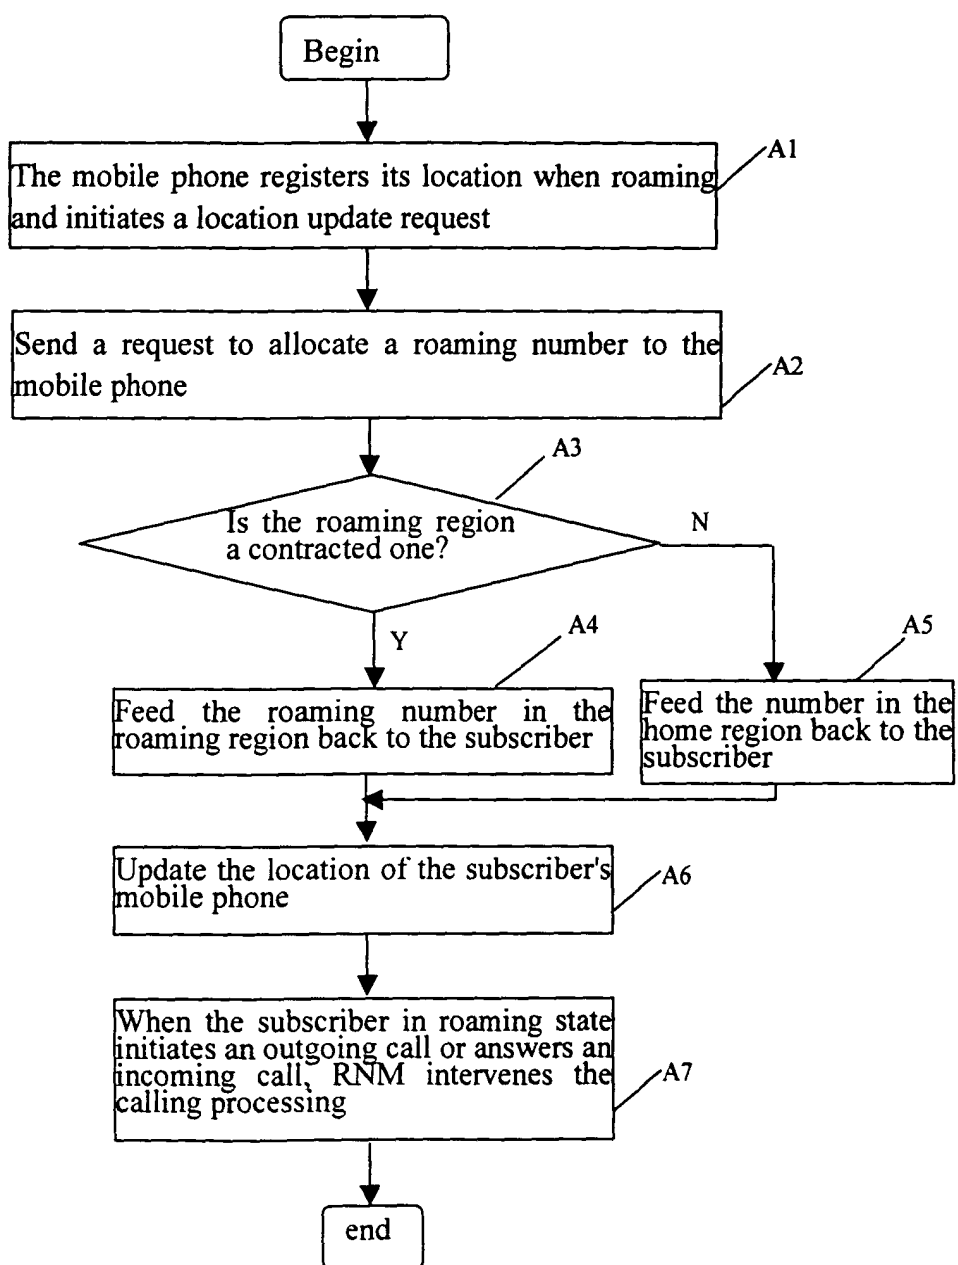 Begin
A1
The mobile phone registers its location when roaming
and initiates a location update request
Send a request to allocate a roaming number to the
mobile phone
A2
A3
Is the roaming region
a contracted one?
N
Y
A4
A5
Feed the roaming number in the
roaming region back to the subscriber
Feed the number in the
home region back to the
subscriber
Update the location of the subscriber's
mobile phone
A6
When the subscriber in roaming state
initiates an outgoing call or answers an
incoming call, RNM intervenes the
calling processing
A7
end